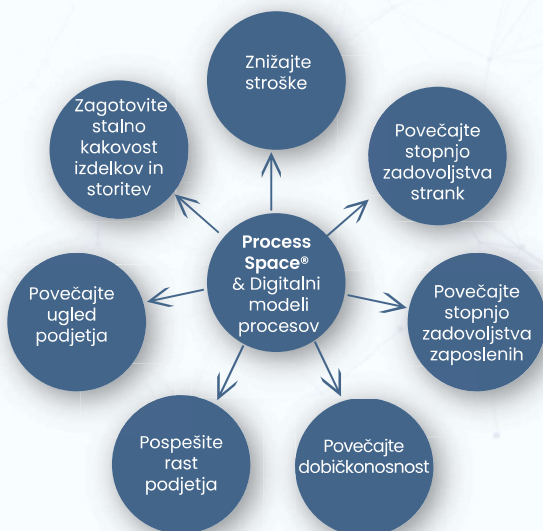 Znižajte
stroške
Zagotovite
stalno
kakovost
izdelkov in
storitev
Povečajte
stopnjo
zadovoljstva
strank
Process
Space®
& Digitalni
modeli
procesov
Povečajte
ugled
podjetja
Povečajte
stopnjo
zadovoljstva
zaposlenih
Pospešite
rast
podjetja
Povečajte
dobičkonosnost